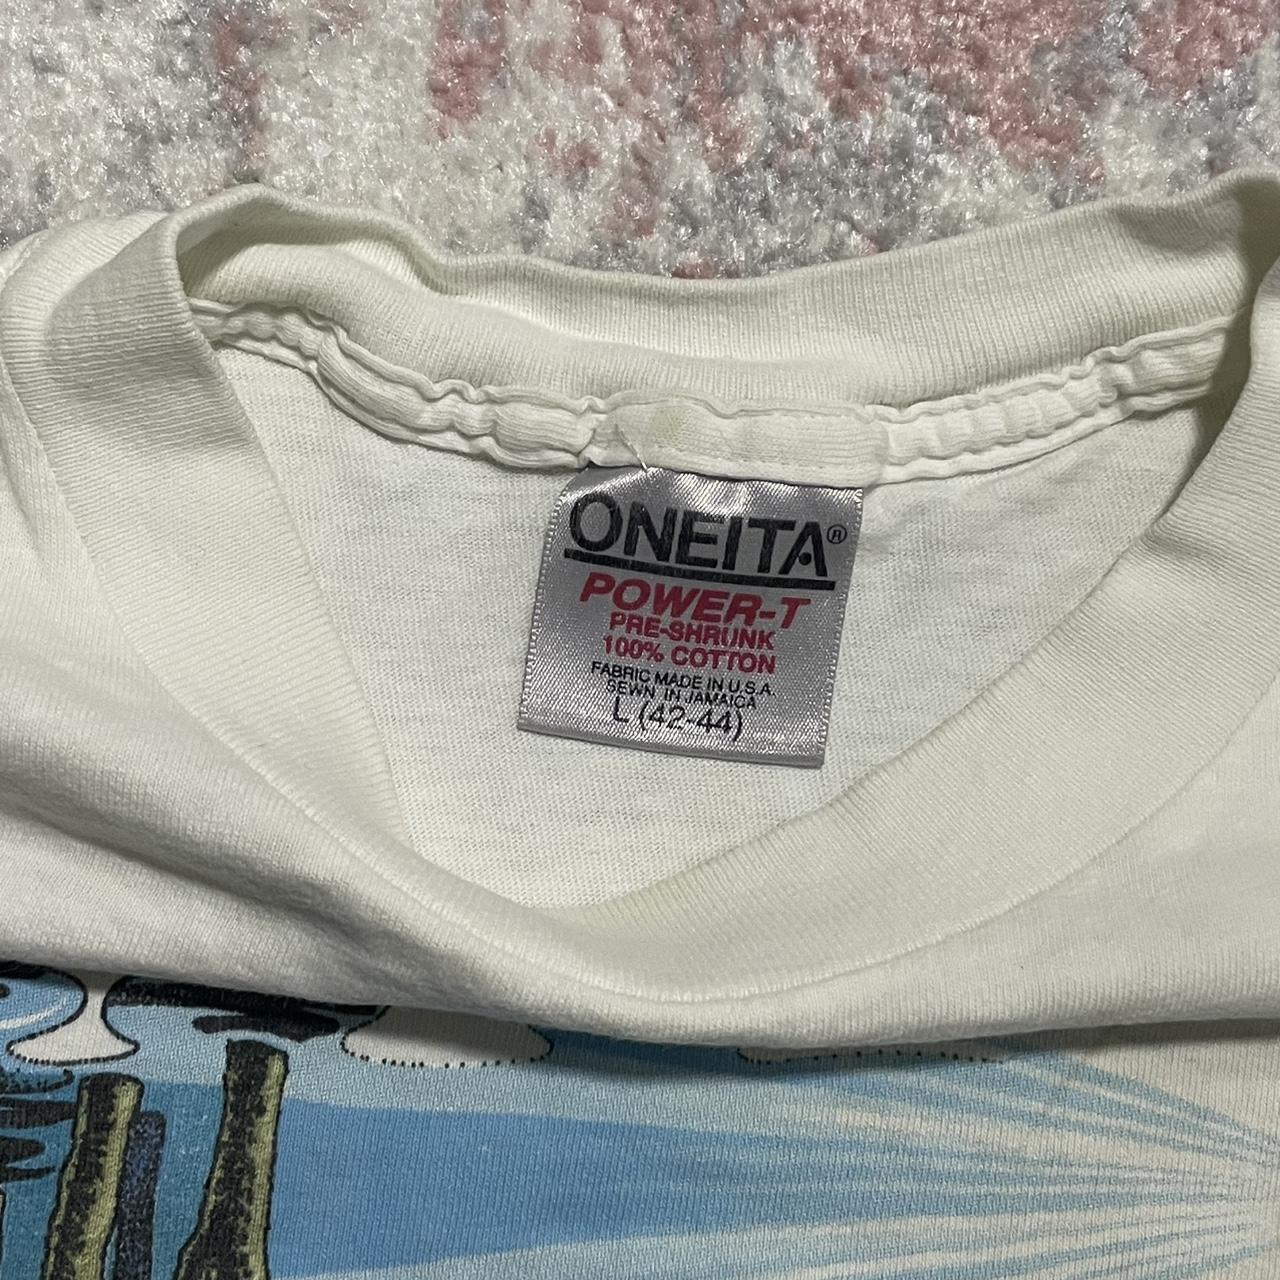 ONEITA®
POWER-T
PRE-SHRUNK
100% COTTON
FABRIC MADE IN U.S.A.
SEWN IN JAMAICA
L (42-44)